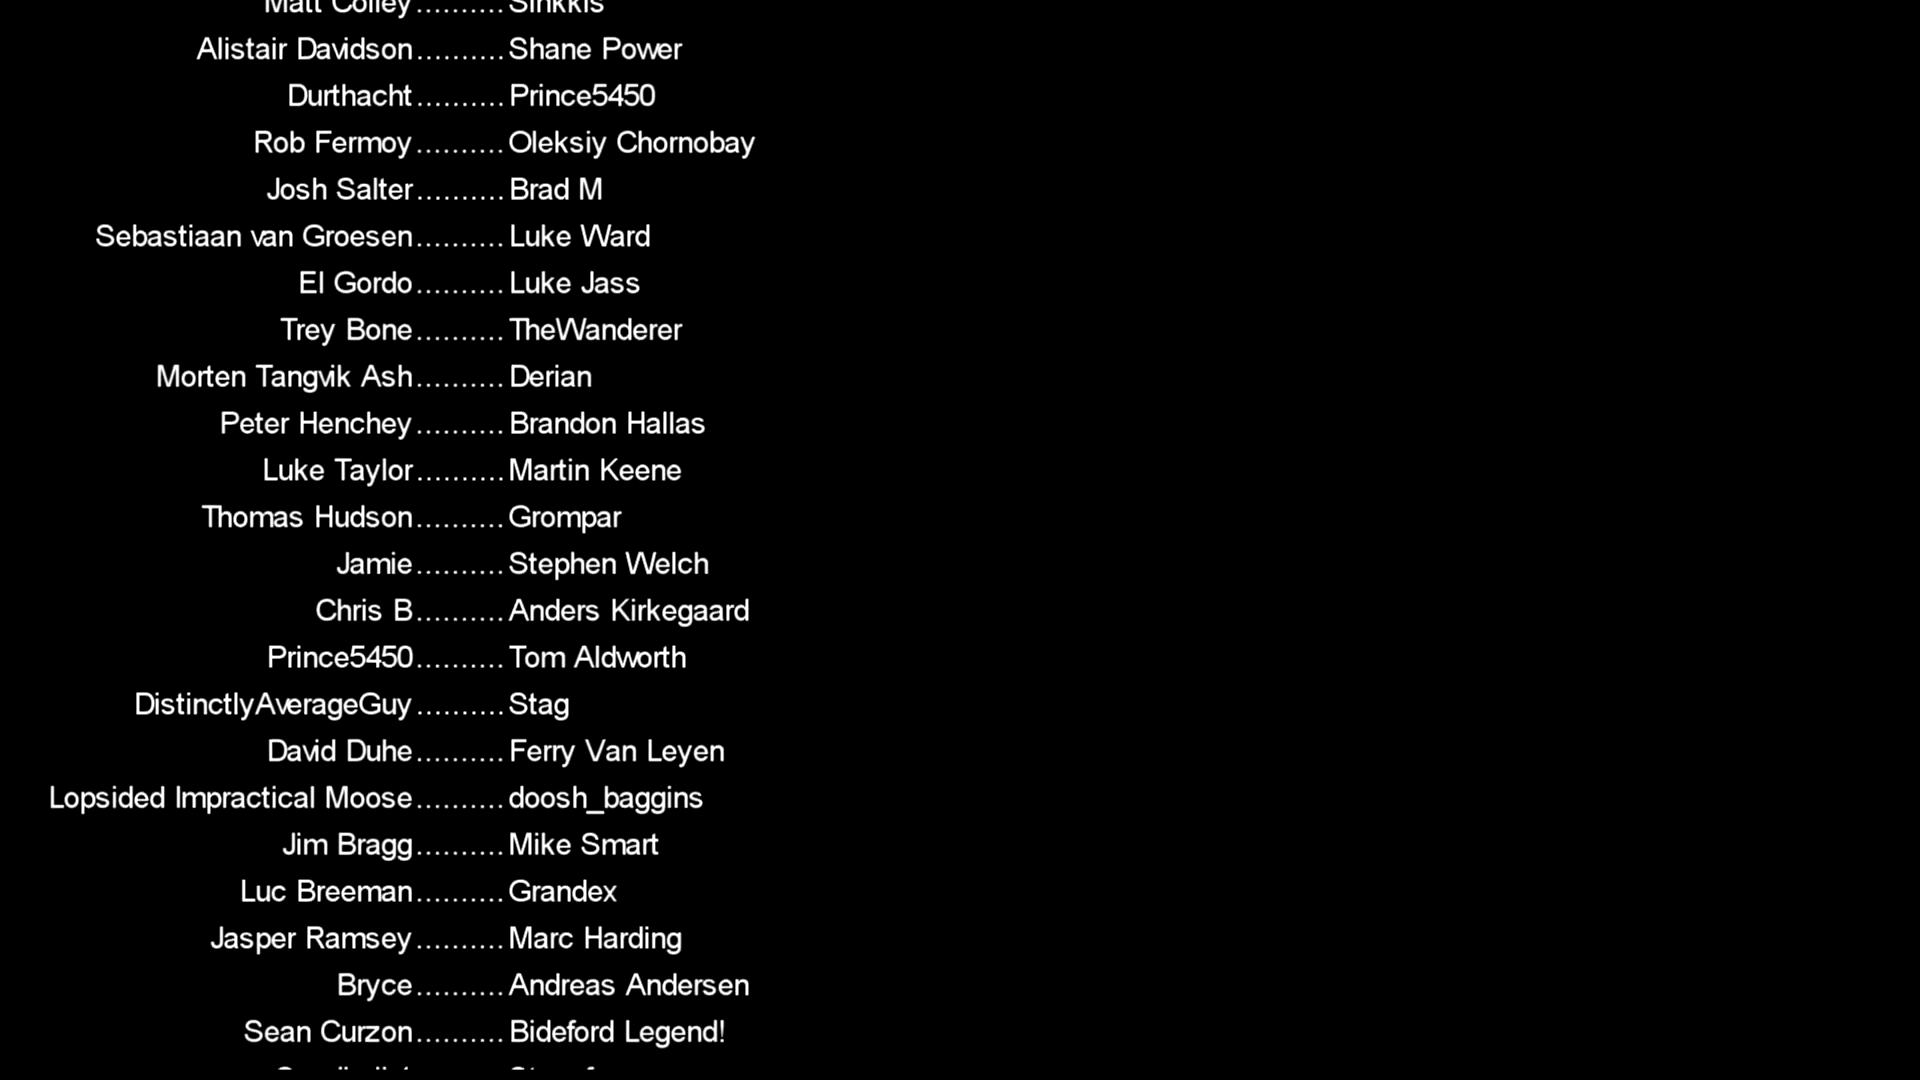 Matt Colley..........Sinkkis
Alistair Davidson..........Shane Power
Durthacht..........Prince5450
Rob Fermoy..........Oleksiy Chornobay
Josh Salter..........Brad M
Sebastiaan van Groesen..........Luke Ward
El Gordo..........Luke Jass
Trey Bone..........TheWanderer
Morten Tangvik Ash..........Derian
Peter Henchey..........Brandon Hallas
Luke Taylor..........Martin Keene
Thomas Hudson..........Grompar
Jamie..........Stephen Welch
Chris B..........Anders Kirkegaard
Prince5450..........Tom Aldworth
DistinctlyAverageGuy..........Stag
David Duhe..........Ferry Van Leyen
Lopsided Impractical Moose..........doosh_baggins
Jim Bragg..........Mike Smart
Luc Breeman..........Grandex
Jasper Ramsey..........Marc Harding
Bryce..........Andreas Andersen
Sean Curzon..........Bideford Legend!